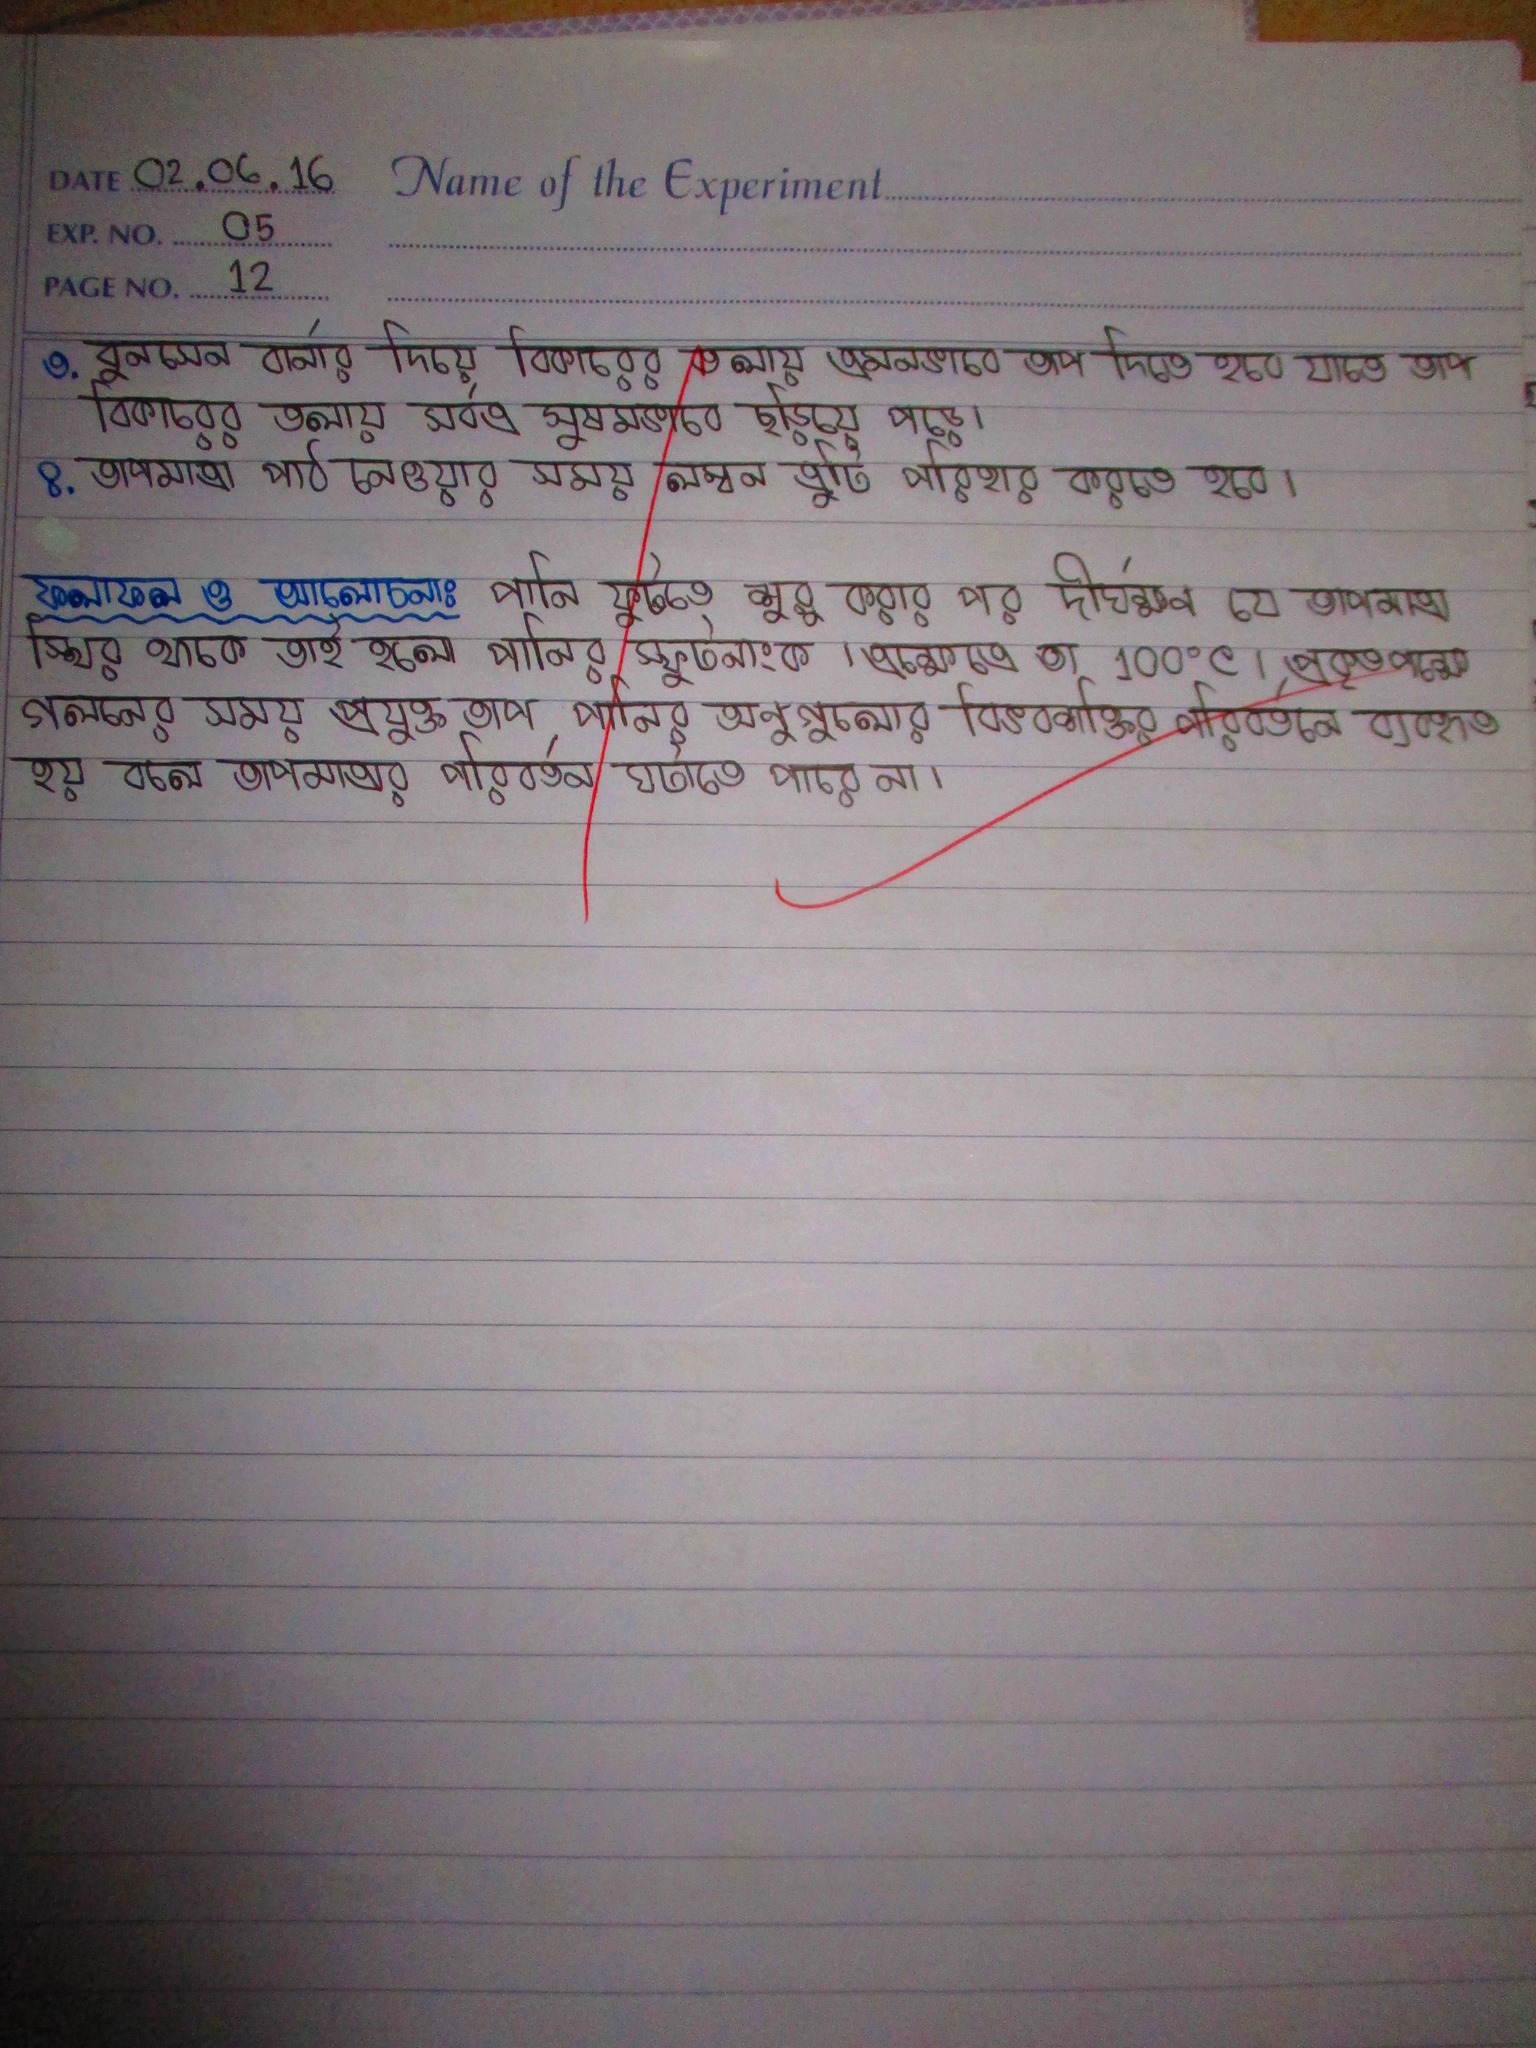 DATE 02.06.16 Name of the Experiment
EXP. NO. 05
PAGE NO. 12
৩. বুনসেন বার্নার দিয়ে বিকারের তলায় এমনভাবে তাপ দিতে হবে যাতে তাপ
বিকারের তলায় সর্বত্র সুষমভাবে ছড়িয়ে পড়ে।
৪. তাপমাত্রা পাঠ নেওয়ার সময় লম্বন ত্রুটি পরিহার করতে হবে।
ফলাফল ও আলোচনাঃ পানি ফুটতে শুরু করার পর দীর্ঘক্ষন যে তাপমাত্রা
স্থির থাকে তাই হলো পানির স্ফুটনাংক। এক্ষেত্রে তা 100°C। প্রকৃতপক্ষে
গলনের সময় প্রযুক্ত তাপ পানির অনুগুলোর বিভবশক্তির পরিবর্তনে ব্যবহৃত
হয় বলে তাপমাত্রার পরিবর্তন ঘটাতে পারে না।